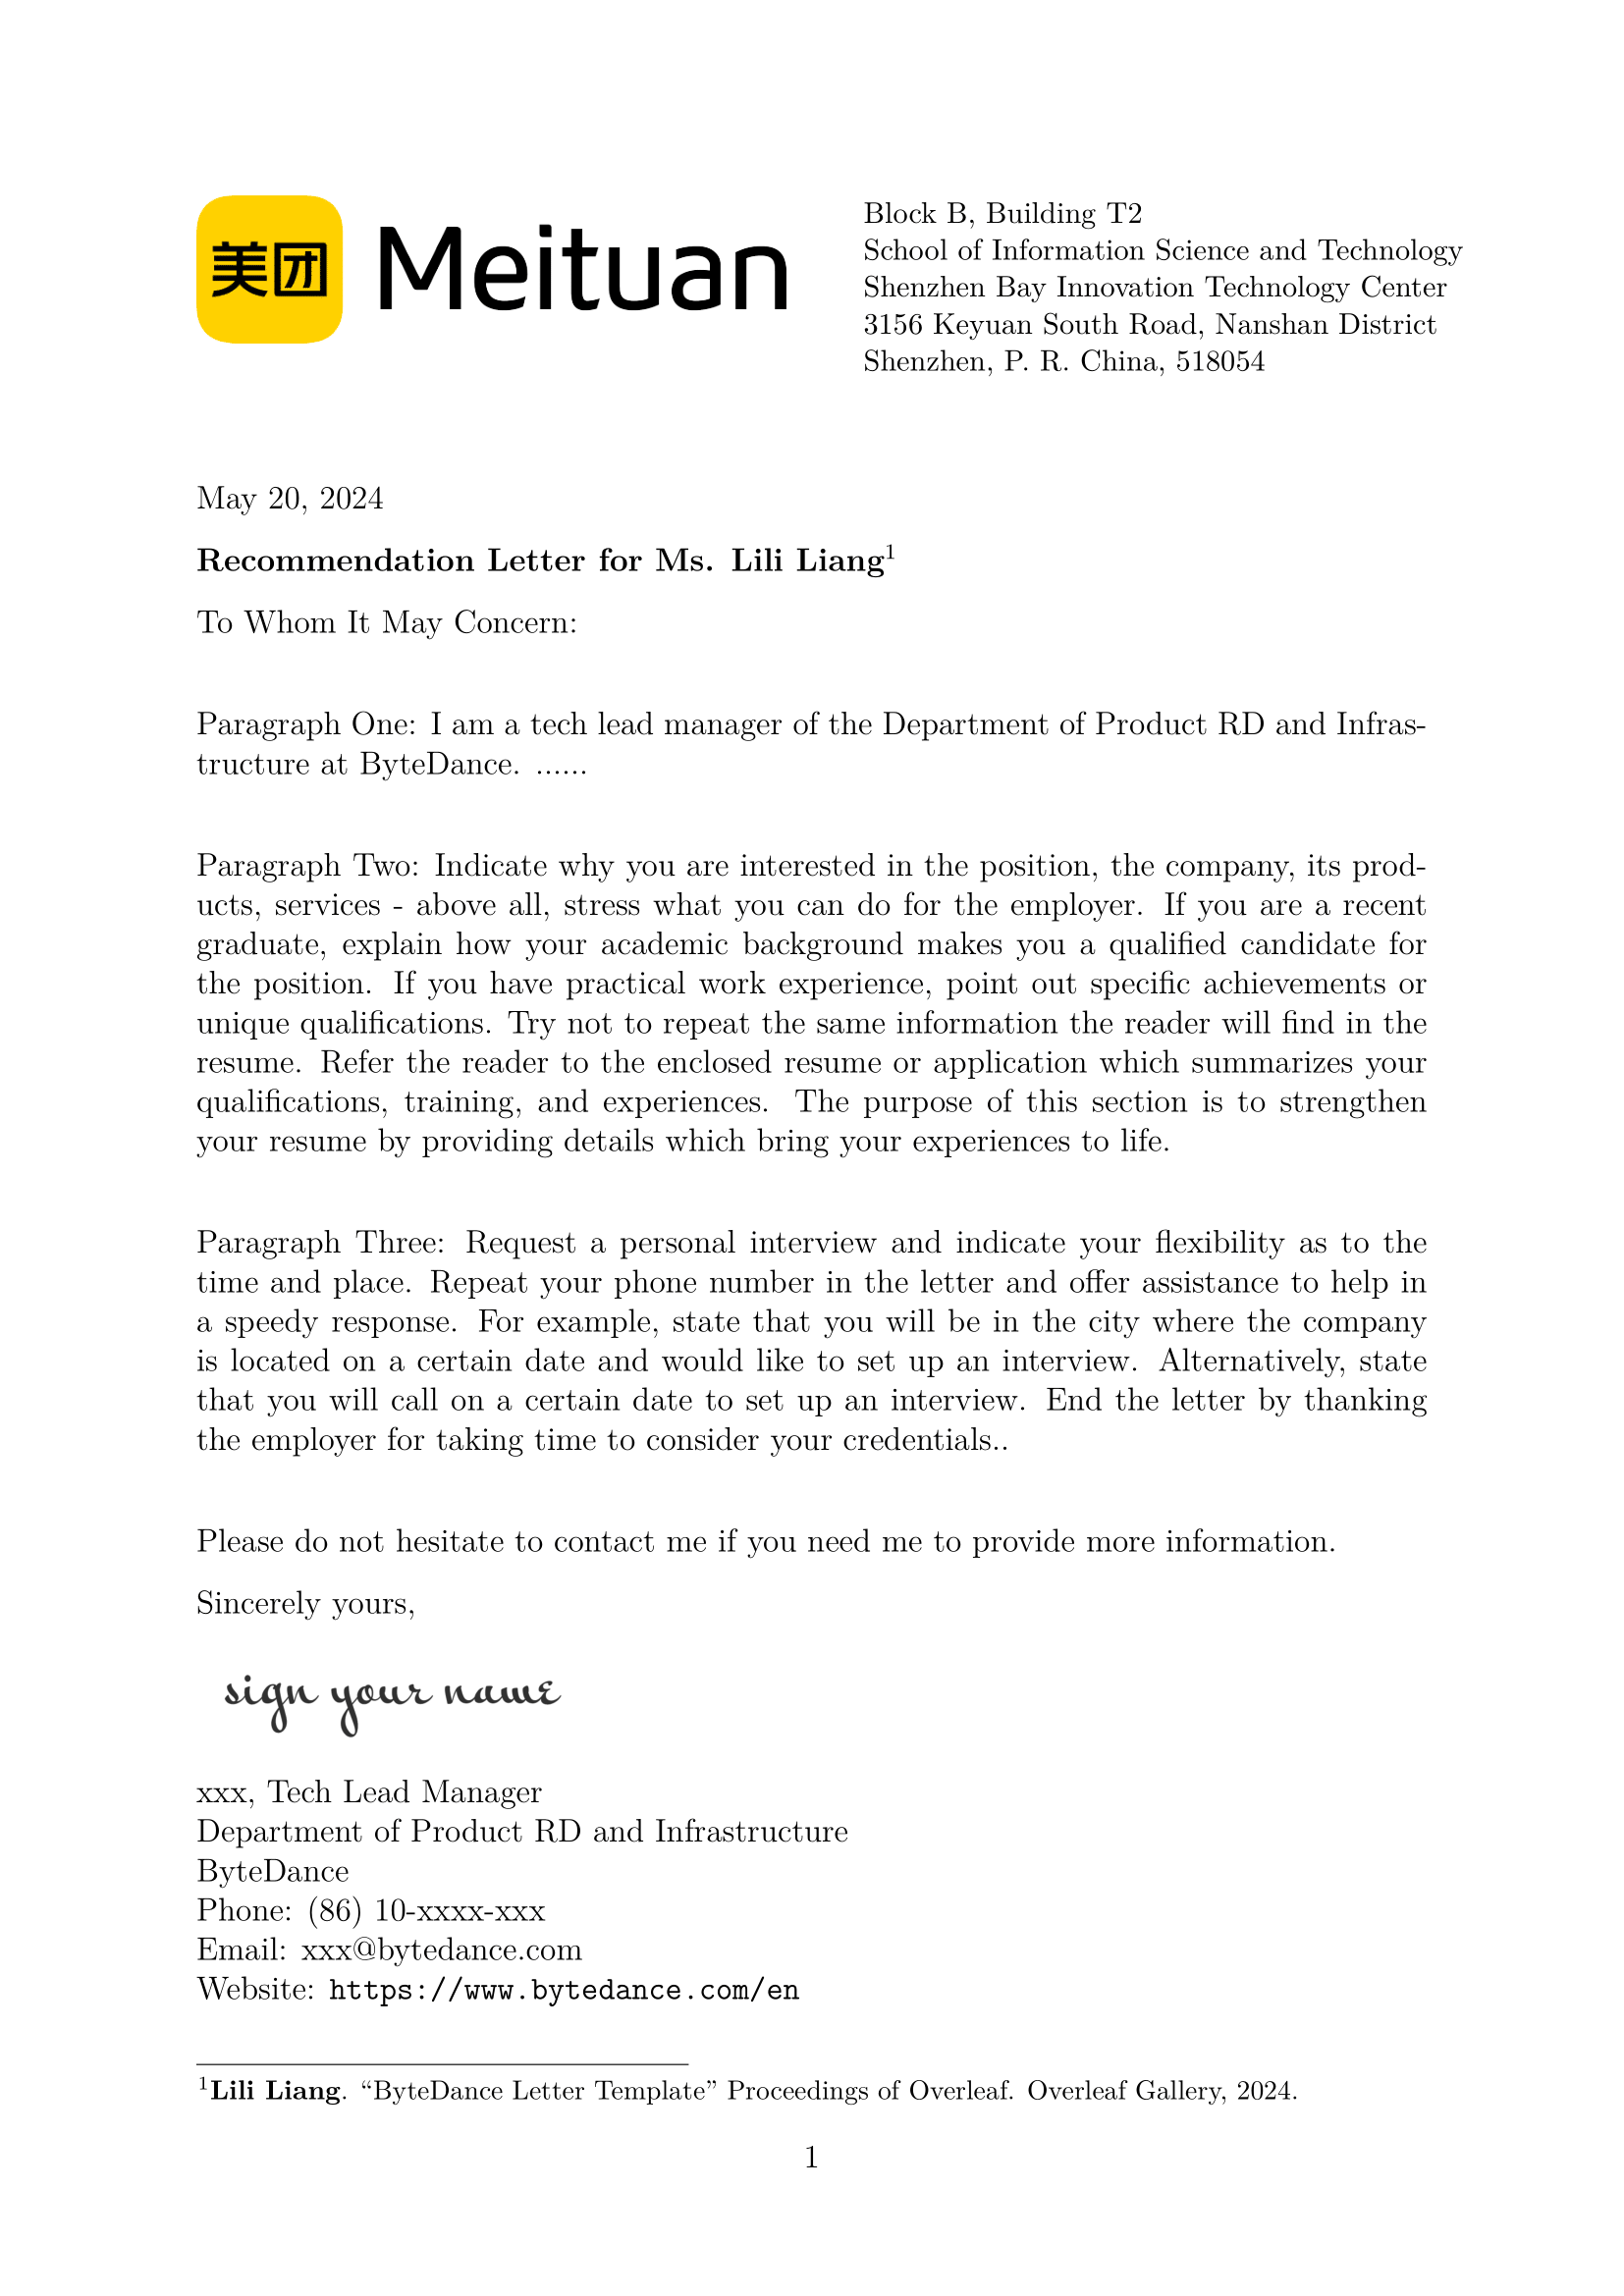 美团 Meituan
Block B, Building T2
School of Information Science and Technology
Shenzhen Bay Innovation Technology Center
3156 Keyuan South Road, Nanshan District
Shenzhen, P. R. China, 518054
May 20, 2024
Recommendation Letter for Ms. Lili Liang¹
To Whom It May Concern:
Paragraph One: I am a tech lead manager of the Department of Product RD and Infras-
tructure at ByteDance. ......
Paragraph Two: Indicate why you are interested in the position, the company, its prod-
ucts, services - above all, stress what you can do for the employer. If you are a recent
graduate, explain how your academic background makes you a qualified candidate for
the position. If you have practical work experience, point out specific achievements or
unique qualifications. Try not to repeat the same information the reader will find in the
resume. Refer the reader to the enclosed resume or application which summarizes your
qualifications, training, and experiences. The purpose of this section is to strengthen
your resume by providing details which bring your experiences to life.
Paragraph Three: Request a personal interview and indicate your flexibility as to the
time and place. Repeat your phone number in the letter and offer assistance to help in
a speedy response. For example, state that you will be in the city where the company
is located on a certain date and would like to set up an interview. Alternatively, state
that you will call on a certain date to set up an interview. End the letter by thanking
the employer for taking time to consider your credentials..
Please do not hesitate to contact me if you need me to provide more information.
Sincerely yours,
sign your name
xxx, Tech Lead Manager
Department of Product RD and Infrastructure
ByteDance
Phone: (86) 10-xxxx-xxx
Email: xxx@bytedance.com
Website: https://www.bytedance.com/en
¹Lili Liang. “ByteDance Letter Template” Proceedings of Overleaf. Overleaf Gallery, 2024.
1